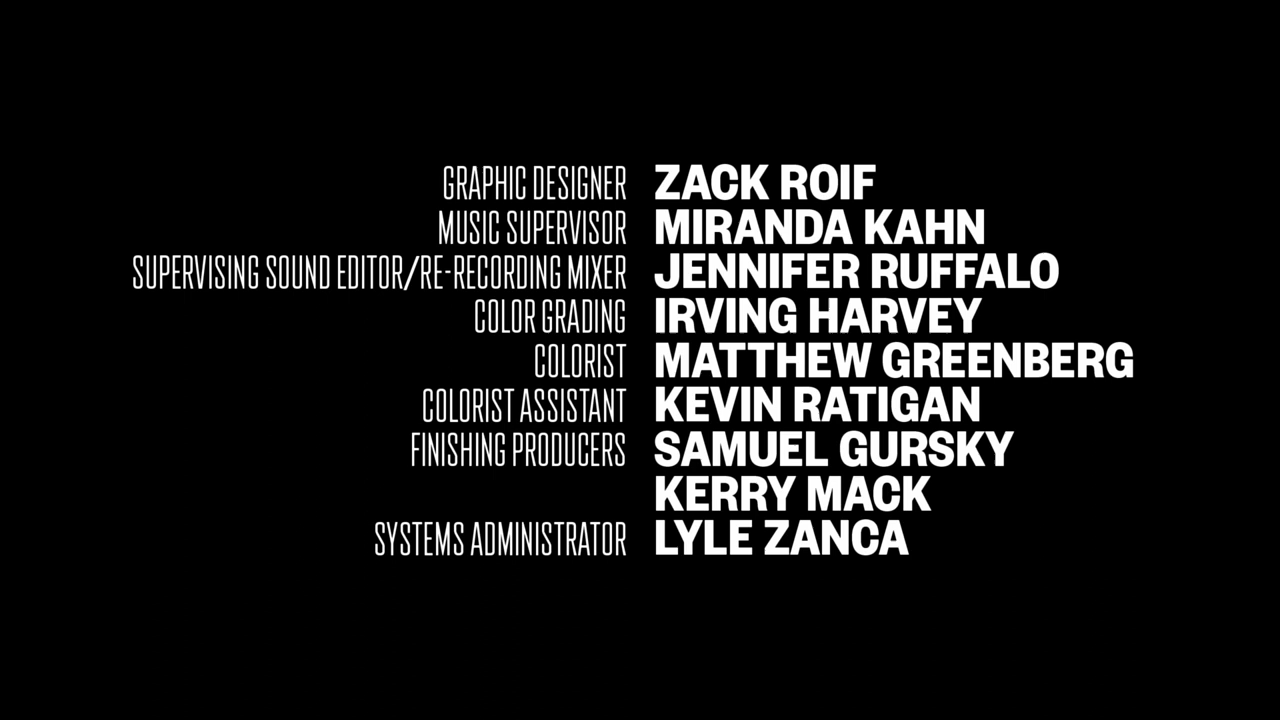 GRAPHIC DESIGNER ZACK ROIF
MUSIC SUPERVISOR MIRANDA KAHN
SUPERVISING SOUND EDITOR/RE-RECORDING MIXER JENNIFER RUFFALO
COLOR GRADING IRVING HARVEY
COLORIST MATTHEW GREENBERG
COLORIST ASSISTANT KEVIN RATIGAN
FINISHING PRODUCERS SAMUEL GURSKY
KERRY MACK
SYSTEMS ADMINISTRATOR LYLE ZANCA